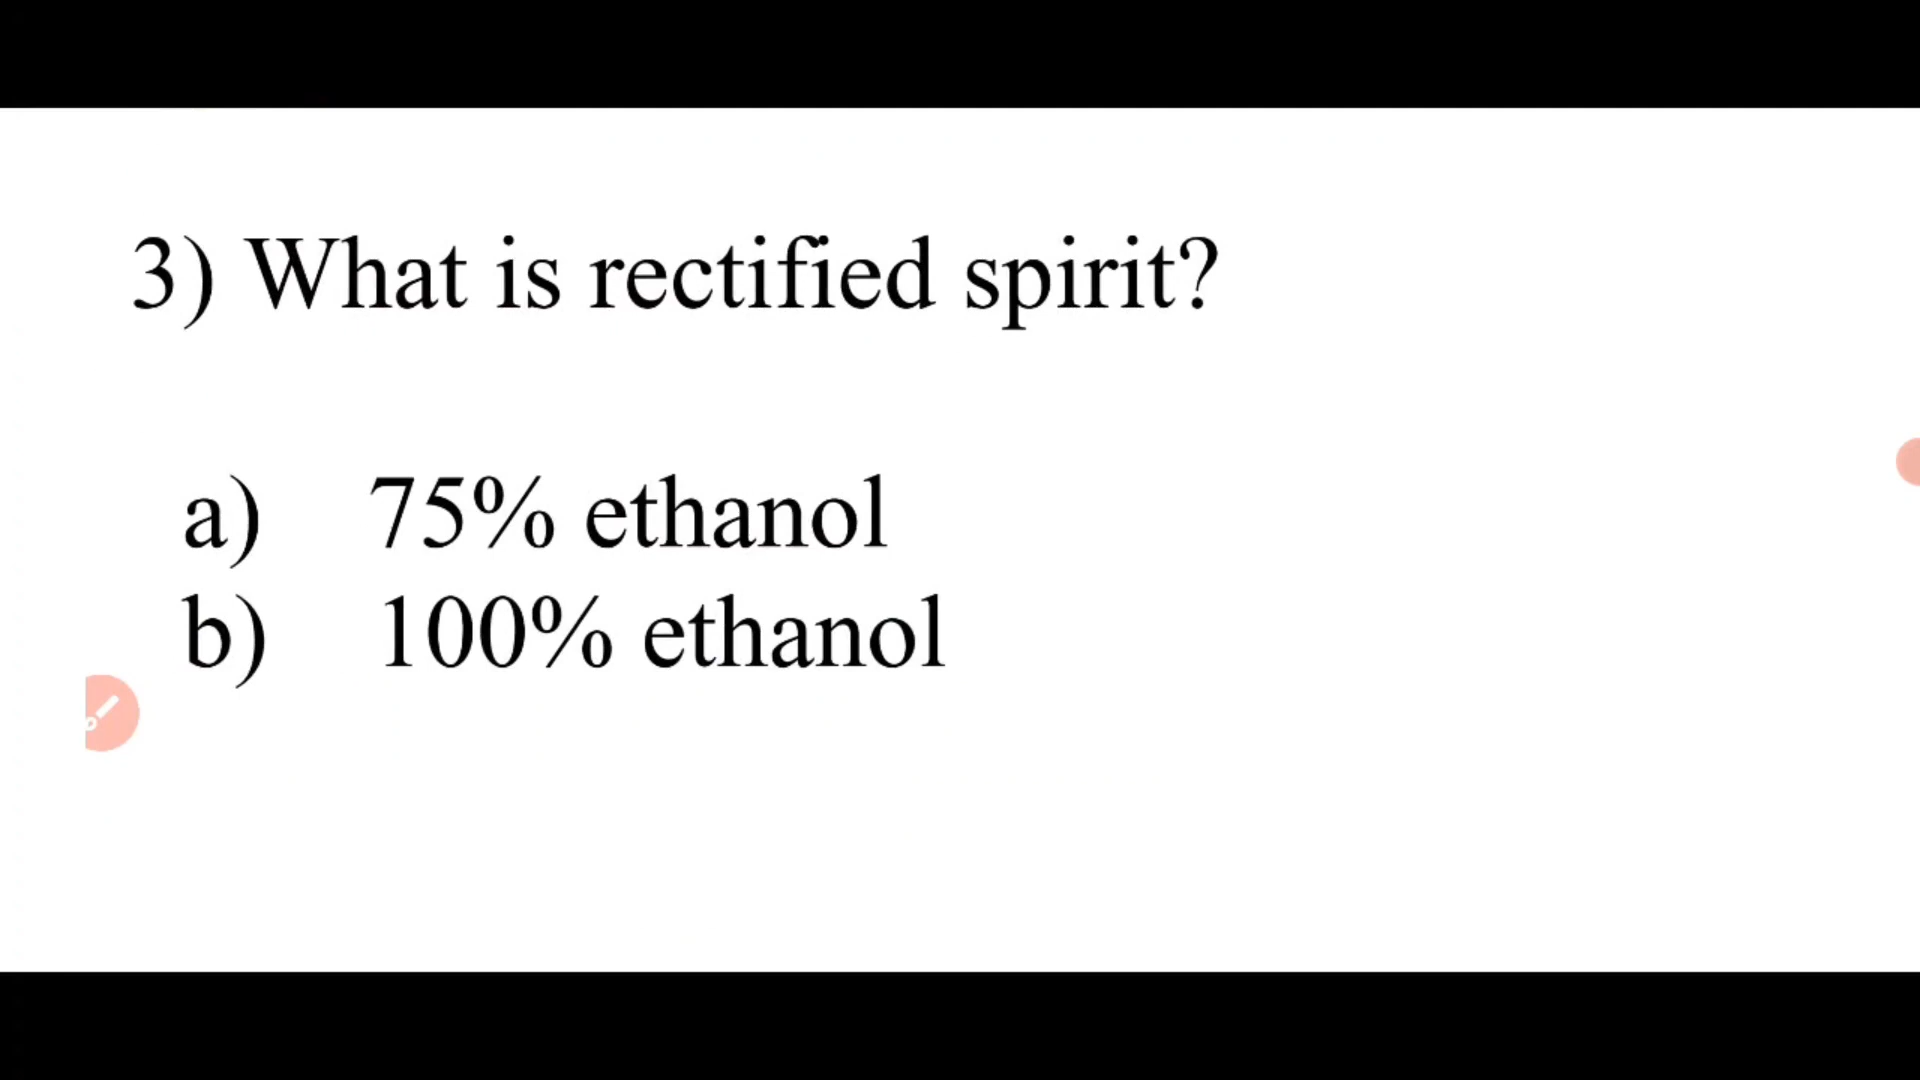 3) What is rectified spirit?
a) 75% ethanol
b) 100% ethanol